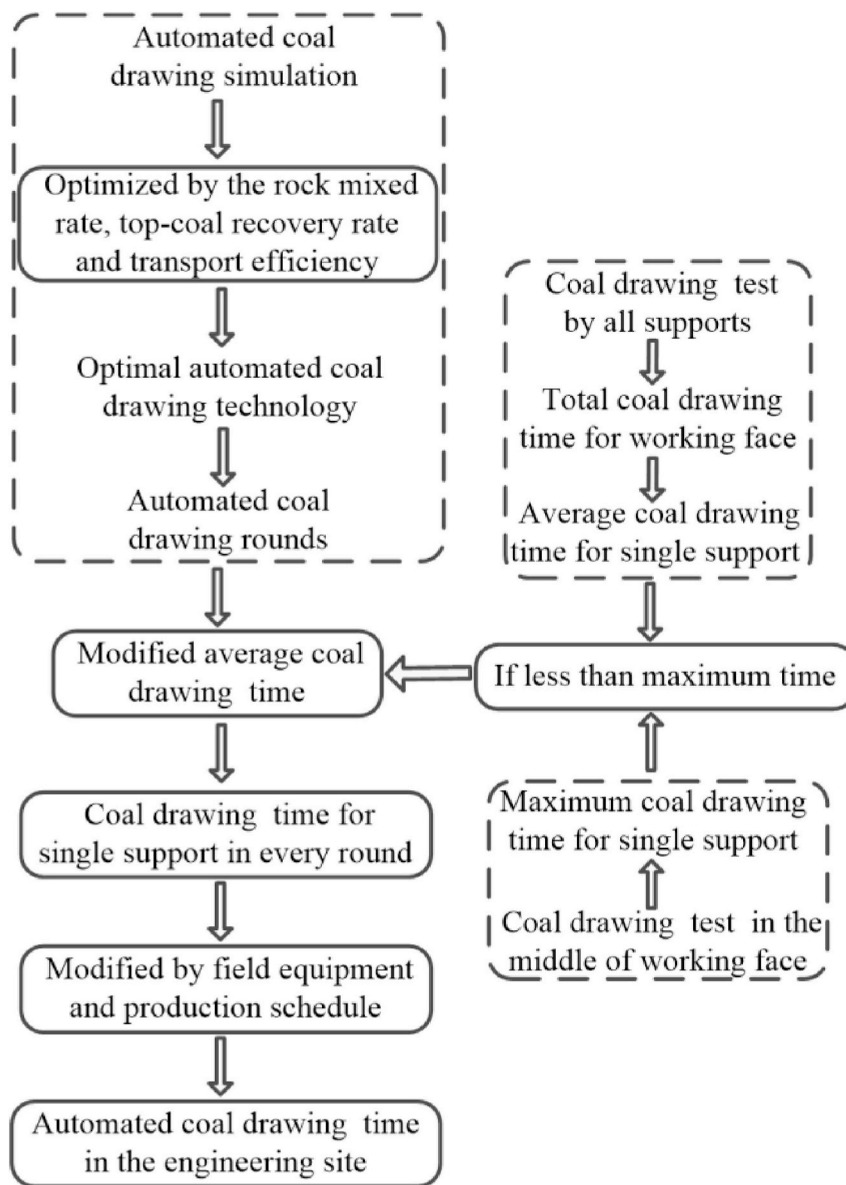 Automated coal
drawing simulation
Optimized by the rock mixed
rate, top-coal recovery rate
and transport efficiency
Optimal automated coal
drawing technology
Automated coal
drawing rounds
Modified average coal
drawing time
Coal drawing time for
single support in every round
Modified by field equipment
and production schedule
Automated coal drawing time
in the engineering site
Coal drawing test
by all supports
Total coal drawing
time for working face
Average coal drawing
time for single support
If less than maximum time
Maximum coal drawing
time for single support
Coal drawing test in the
middle of working face